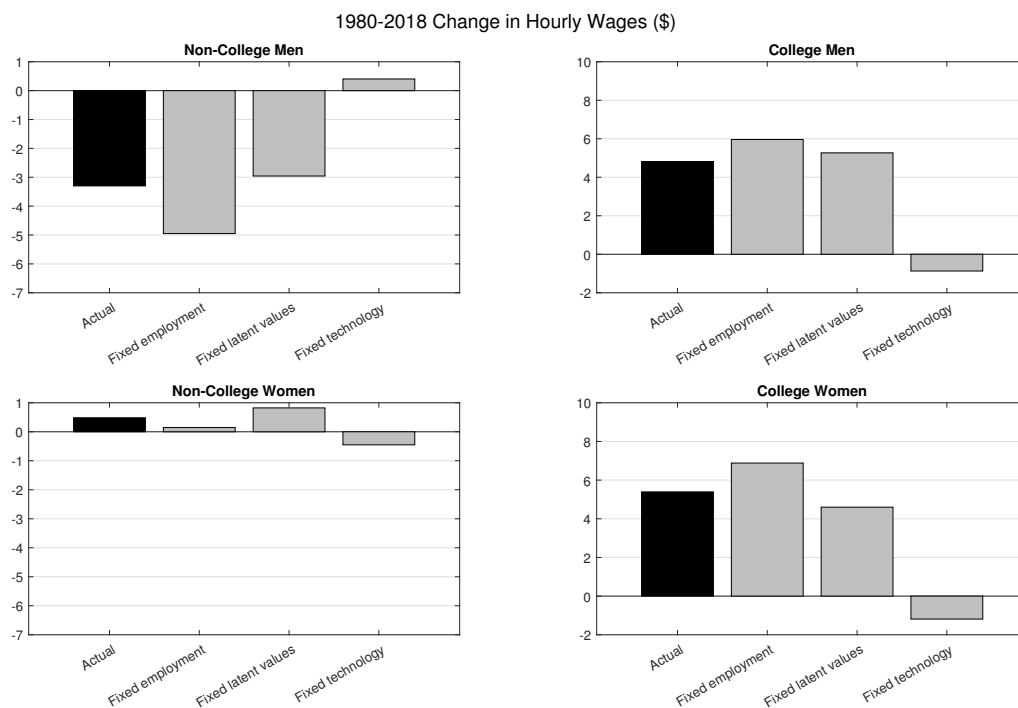 1980-2018 Change in Hourly Wages ($)
Non-College Men
1
0
-1
-2
-3
-4
-5
-6
-7
Actual
Fixed employment
Fixed latent values
Fixed technology
College Men
10
8
6
4
2
0
-2
Actual
Fixed employment
Fixed latent values
Fixed technology
Non-College Women
1
0
-1
-2
-3
-4
-5
-6
-7
Actual
Fixed employment
Fixed latent values
Fixed technology
College Women
10
8
6
4
2
0
-2
Actual
Fixed employment
Fixed latent values
Fixed technology